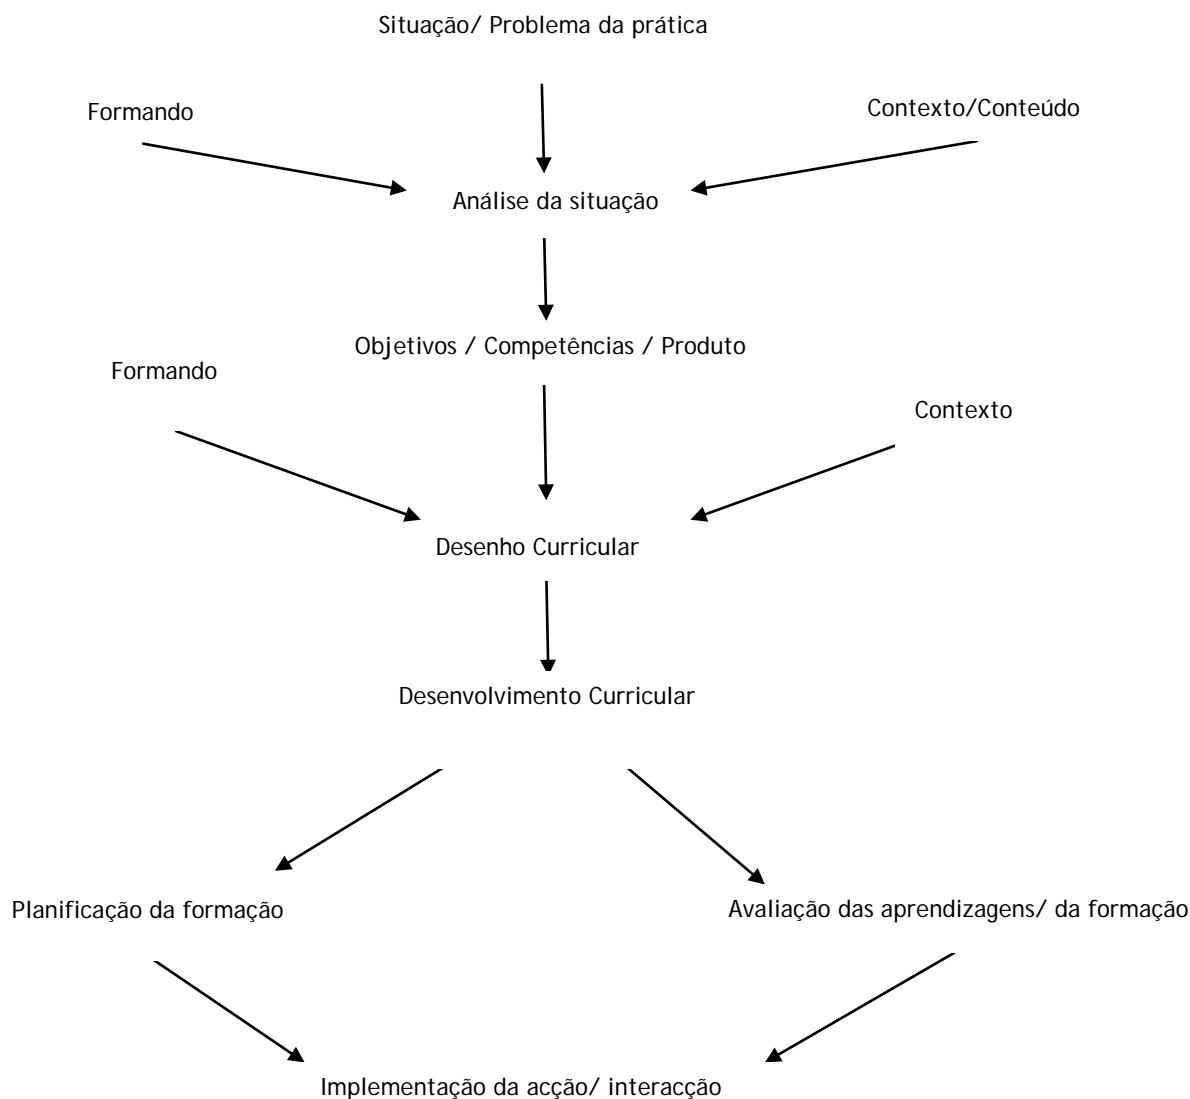 Situação/ Problema da prática
Formando
Contexto/Conteúdo
Análise da situação
Objetivos / Competências / Produto
Formando
Contexto
Desenho Curricular
Desenvolvimento Curricular
Planificação da formação
Avaliação das aprendizagens/ da formação
Implementação da acção/ interacção